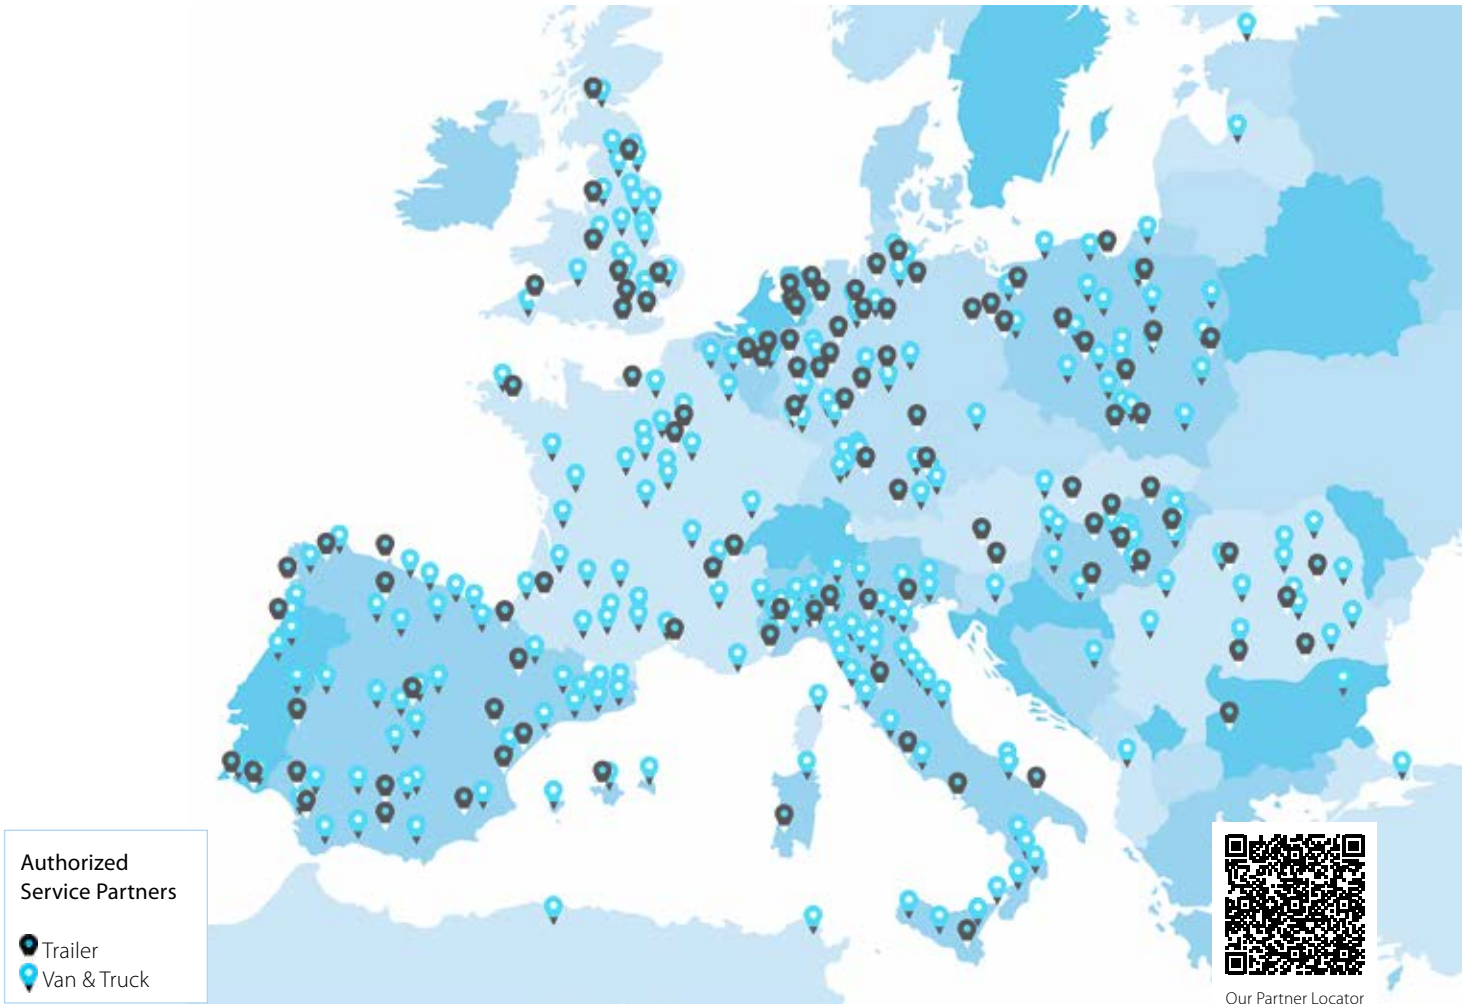 Authorized
Service Partners
Trailer
Van & Truck
Our Partner Locator